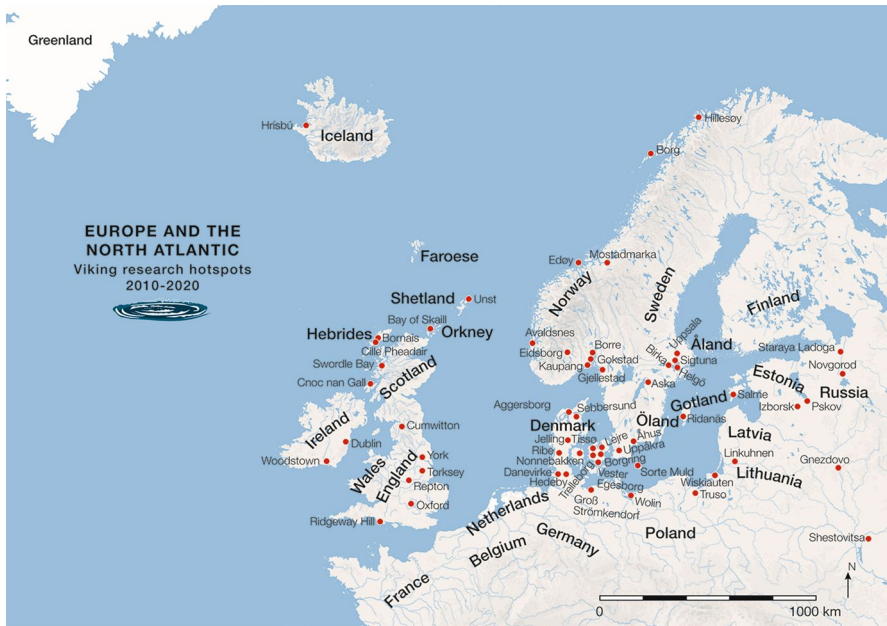 Greenland
Hrísbú
Iceland
Hillesøy
Borg
EUROPE AND THE
NORTH ATLANTIC
Viking research hotspots
2010-2020
Faroese
Edøy
Mostadmarka
Norway
Sweden
Finland
Shetland
Unst
Bay of Skaill
Orkney
Hebrides
Bornais
Cille Pheadair
Swordle Bay
Scotland
Cnoc nan Gall
Avaldsnes
Eidsborg
Borre
Gokstad
Kaupang
Gjellestad
Uppsala
Åland
Birka
Sigtuna
Helgö
Aska
Staraya Ladoga
Novgorod
Estonia
Russia
Salme
Izborsk
Pskov
Gotland
Ridanäs
Öland
Aggersborg
Sebbersund
Denmark
Jelling
Tissø
Lejre
Åhus
Ribe
Uppåkra
Nonnebakken
Borgring
Danevirke
Trelleborg
Vester
Egesborg
Hedeby
Sorte Muld
Latvia
Linkuhnen
Lithuania
Gnezdovo
Wiskiauten
Truso
Groß
Strömkendorf
Wolin
Ireland
Cumwitton
Dublin
Woodstown
Wales
England
York
Torksey
Repton
Oxford
Ridgeway Hill
Netherlands
Belgium
Germany
Poland
France
Shestovitsa
N
0
1000 km